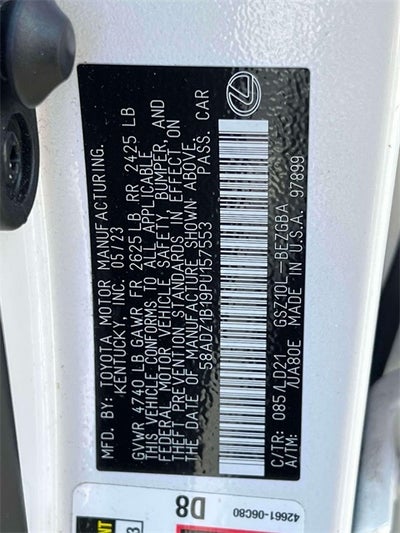 MFD. BY: TOYOTA MOTOR MANUFACTURING.
KENTUCKY, INC. 05/23
GVWR 4740 LB GAWR FR 2625 LB RR 2425 LB
THIS VEHICLE CONFORMS TO ALL APPLICABLE
FEDERAL MOTOR VEHICLE SAFETY, BUMPER, AND
THEFT PREVENTION STANDARDS IN EFFECT ON
THE DATE OF MANUFACTURE SHOWN ABOVE.
58ADZ1B39PU157553 PASS. CAR
C/TR: 085/LD21 GSZ10L-BEZGBA
A/TM: /UA80E MADE IN U.S.A. 97899
42661-06C80
D8